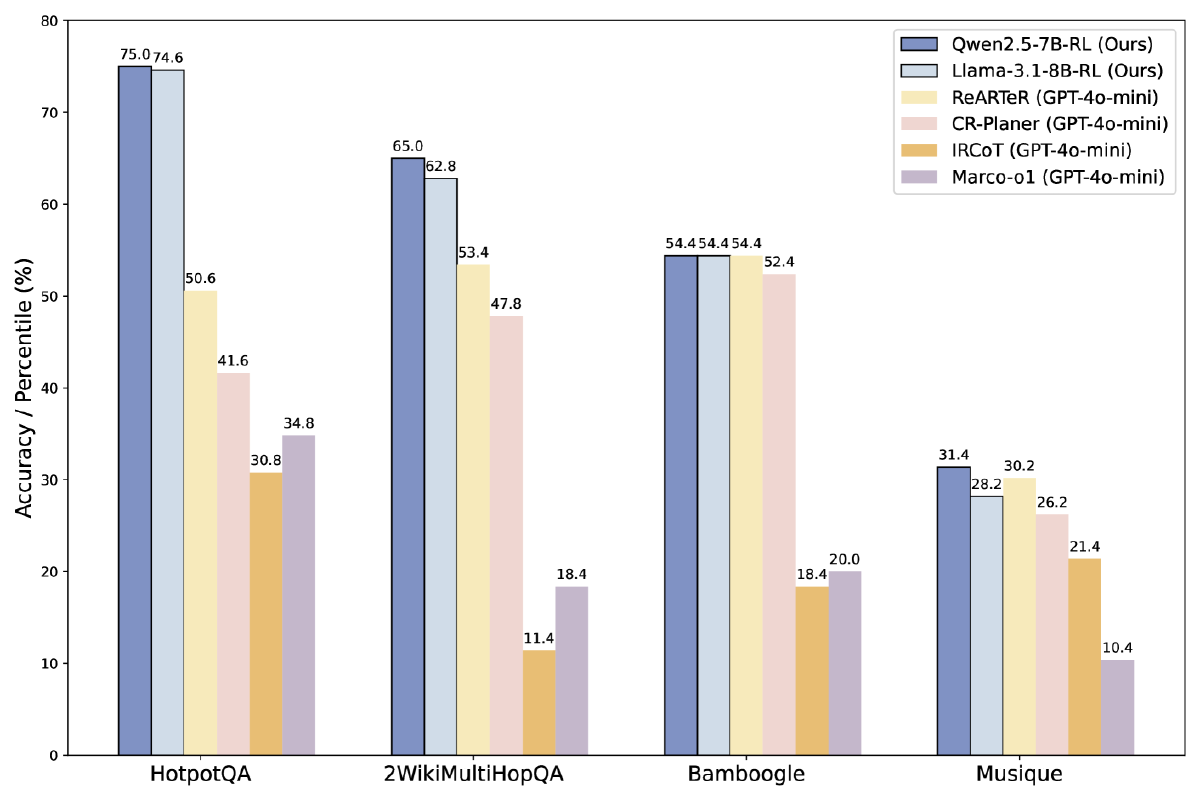 80
70
60
50
40
30
20
10
0
Accuracy / Percentile (%)
Qwen2.5-7B-RL (Ours)
Llama-3.1-8B-RL (Ours)
ReARTeR (GPT-4o-mini)
CR-Planer (GPT-4o-mini)
IRCoT (GPT-4o-mini)
Marco-o1 (GPT-4o-mini)
75.0 74.6 50.6 41.6 30.8 34.8
65.0 62.8 53.4 47.8 11.4 18.4
54.4 54.4 54.4 52.4 18.4 20.0
31.4 28.2 30.2 26.2 21.4 10.4
HotpotQA 2WikiMultiHopQA Bamboogle Musique